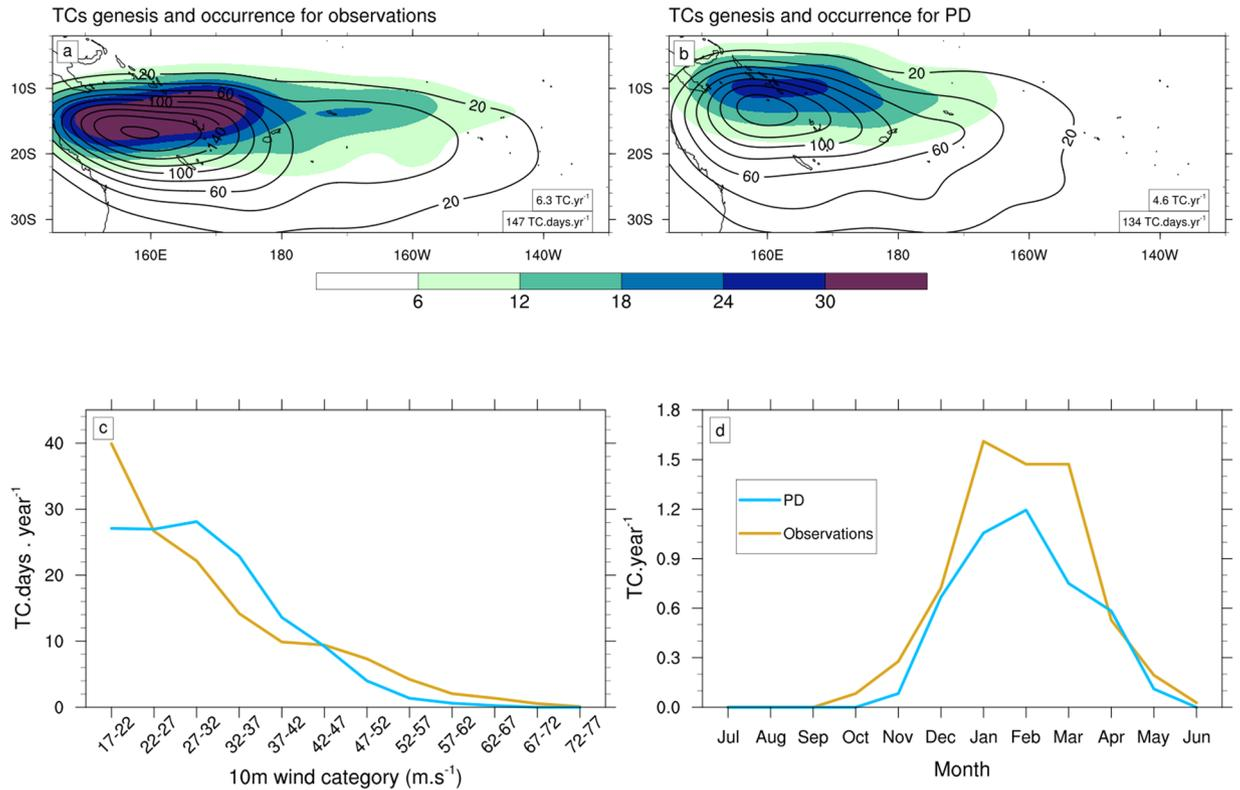 TCs genesis and occurrence for observations
a
20
60
100
140
0
20
100
60
20
6.3 TC.yr⁻¹
147 TC.days.yr⁻¹
10S
20S
30S
160E
180
160W
140W
TCs genesis and occurrence for PD
b
20
100
60
60
20
4.6 TC.yr⁻¹
134 TC.days.yr⁻¹
10S
20S
30S
160E
180
160W
140W
6 12 18 24 30
c
TC.days . year⁻¹
40
30
20
10
0
17-22 22-27 27-32 32-37 37-42 42-47 47-52 52-57 57-62 62-67 67-72 72-77
10m wind category (m.s⁻¹)
d
TC.year⁻¹
1.8
1.5
1.2
0.9
0.6
0.3
0.0
PD
Observations
Jul Aug Sep Oct Nov Dec Jan Feb Mar Apr May Jun
Month